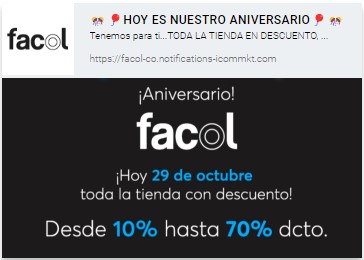 🎊🎈HOY ES NUESTRO ANIVERSARIO🎈🎊
facol
Tenemos para ti...TODA LA TIENDA EN DESCUENTO, ...
https://facol-co.notifications-icommkt.com
¡Aniversario!
facol
¡Hoy 29 de octubre
toda la tienda con descuento!
Desde 10% hasta 70% dcto.